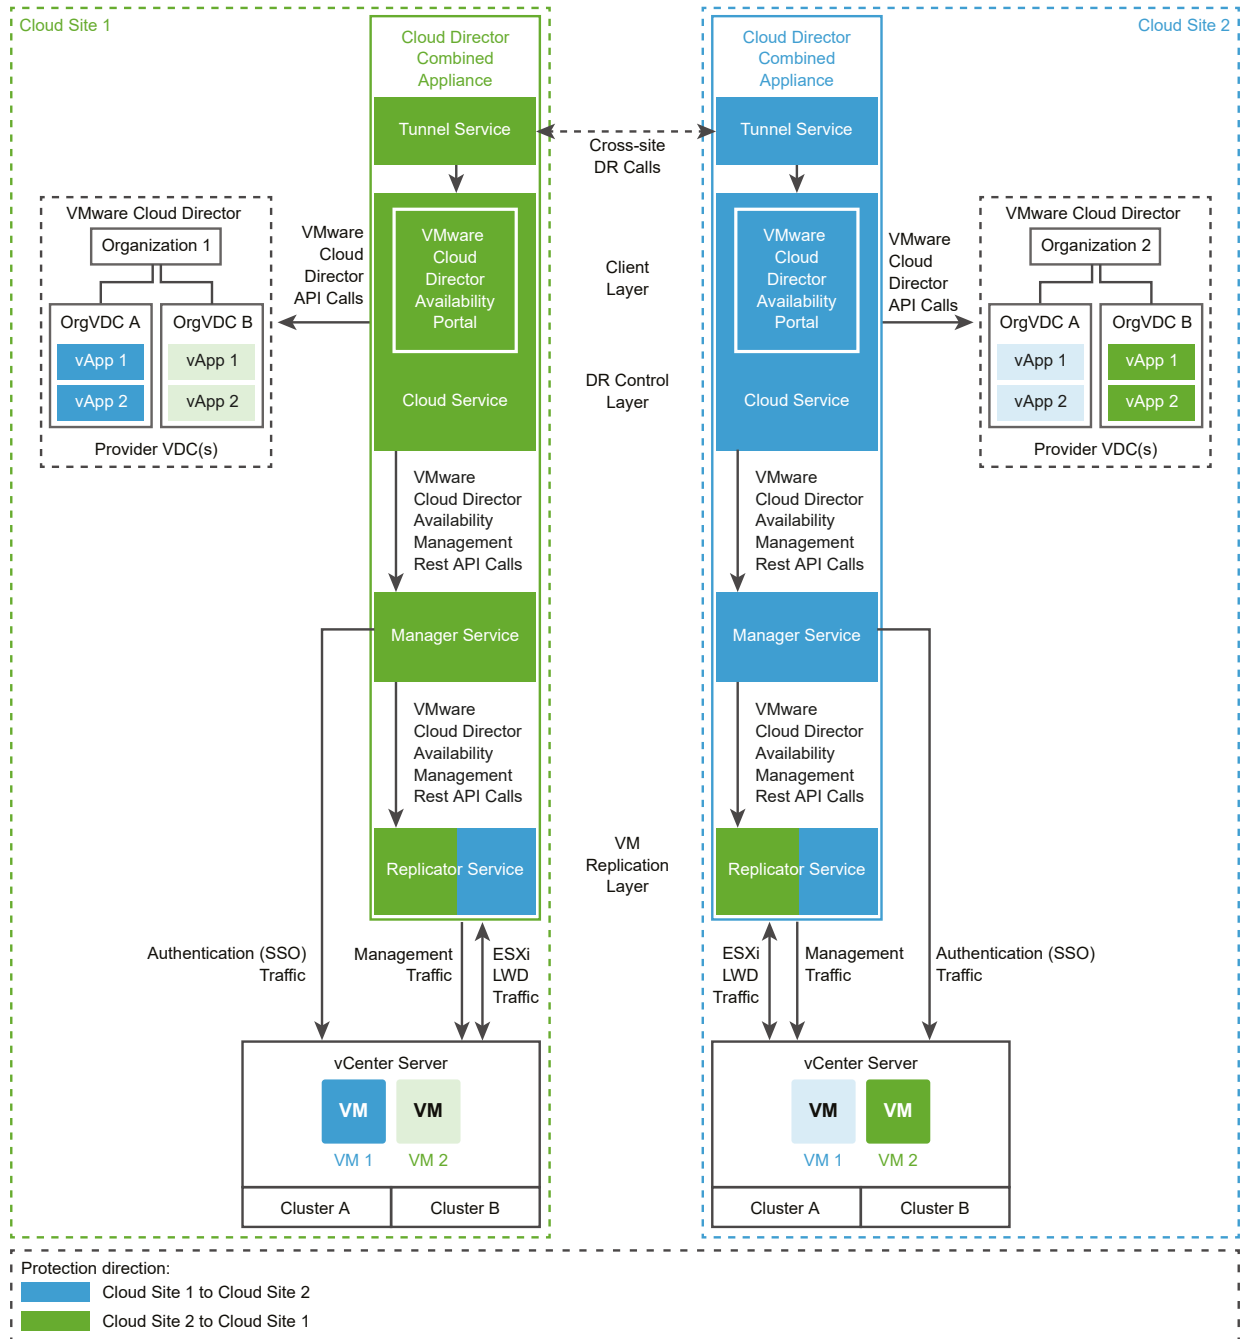 Cloud Site 1
Cloud Director
Combined
Appliance
Tunnel Service
Cross-site
DR Calls
Cloud Director
Combined
Appliance
Tunnel Service
Cloud Site 2
VMware Cloud Director
Organization 1
OrgVDC A
vApp 1
vApp 2
OrgVDC B
vApp 1
vApp 2
Provider VDC(s)
VMware
Cloud
Director
API Calls
VMware
Cloud
Director
Availability
Portal
Cloud Service
Client
Layer
DR Control
Layer
VMware
Cloud
Director
Availability
Portal
Cloud Service
VMware
Cloud
Director
API Calls
VMware Cloud Director
Organization 2
OrgVDC A
vApp 1
vApp 2
OrgVDC B
vApp 1
vApp 2
Provider VDC(s)
VMware
Cloud Director
Availability
Management
Rest API Calls
VMware
Cloud Director
Availability
Management
Rest API Calls
Manager Service
Manager Service
VMware
Cloud Director
Availability
Management
Rest API Calls
VMware
Cloud Director
Availability
Management
Rest API Calls
Replicator Service
VM
Replication
Layer
Replicator Service
Authentication (SSO)
Traffic
Management
Traffic
ESXi
LWD
Traffic
ESXi
LWD
Traffic
Management
Traffic
Authentication (SSO)
Traffic
vCenter Server
VM
VM 1
VM
VM 2
Cluster A
Cluster B
vCenter Server
VM
VM 1
VM
VM 2
Cluster A
Cluster B
Protection direction:
Cloud Site 1 to Cloud Site 2
Cloud Site 2 to Cloud Site 1